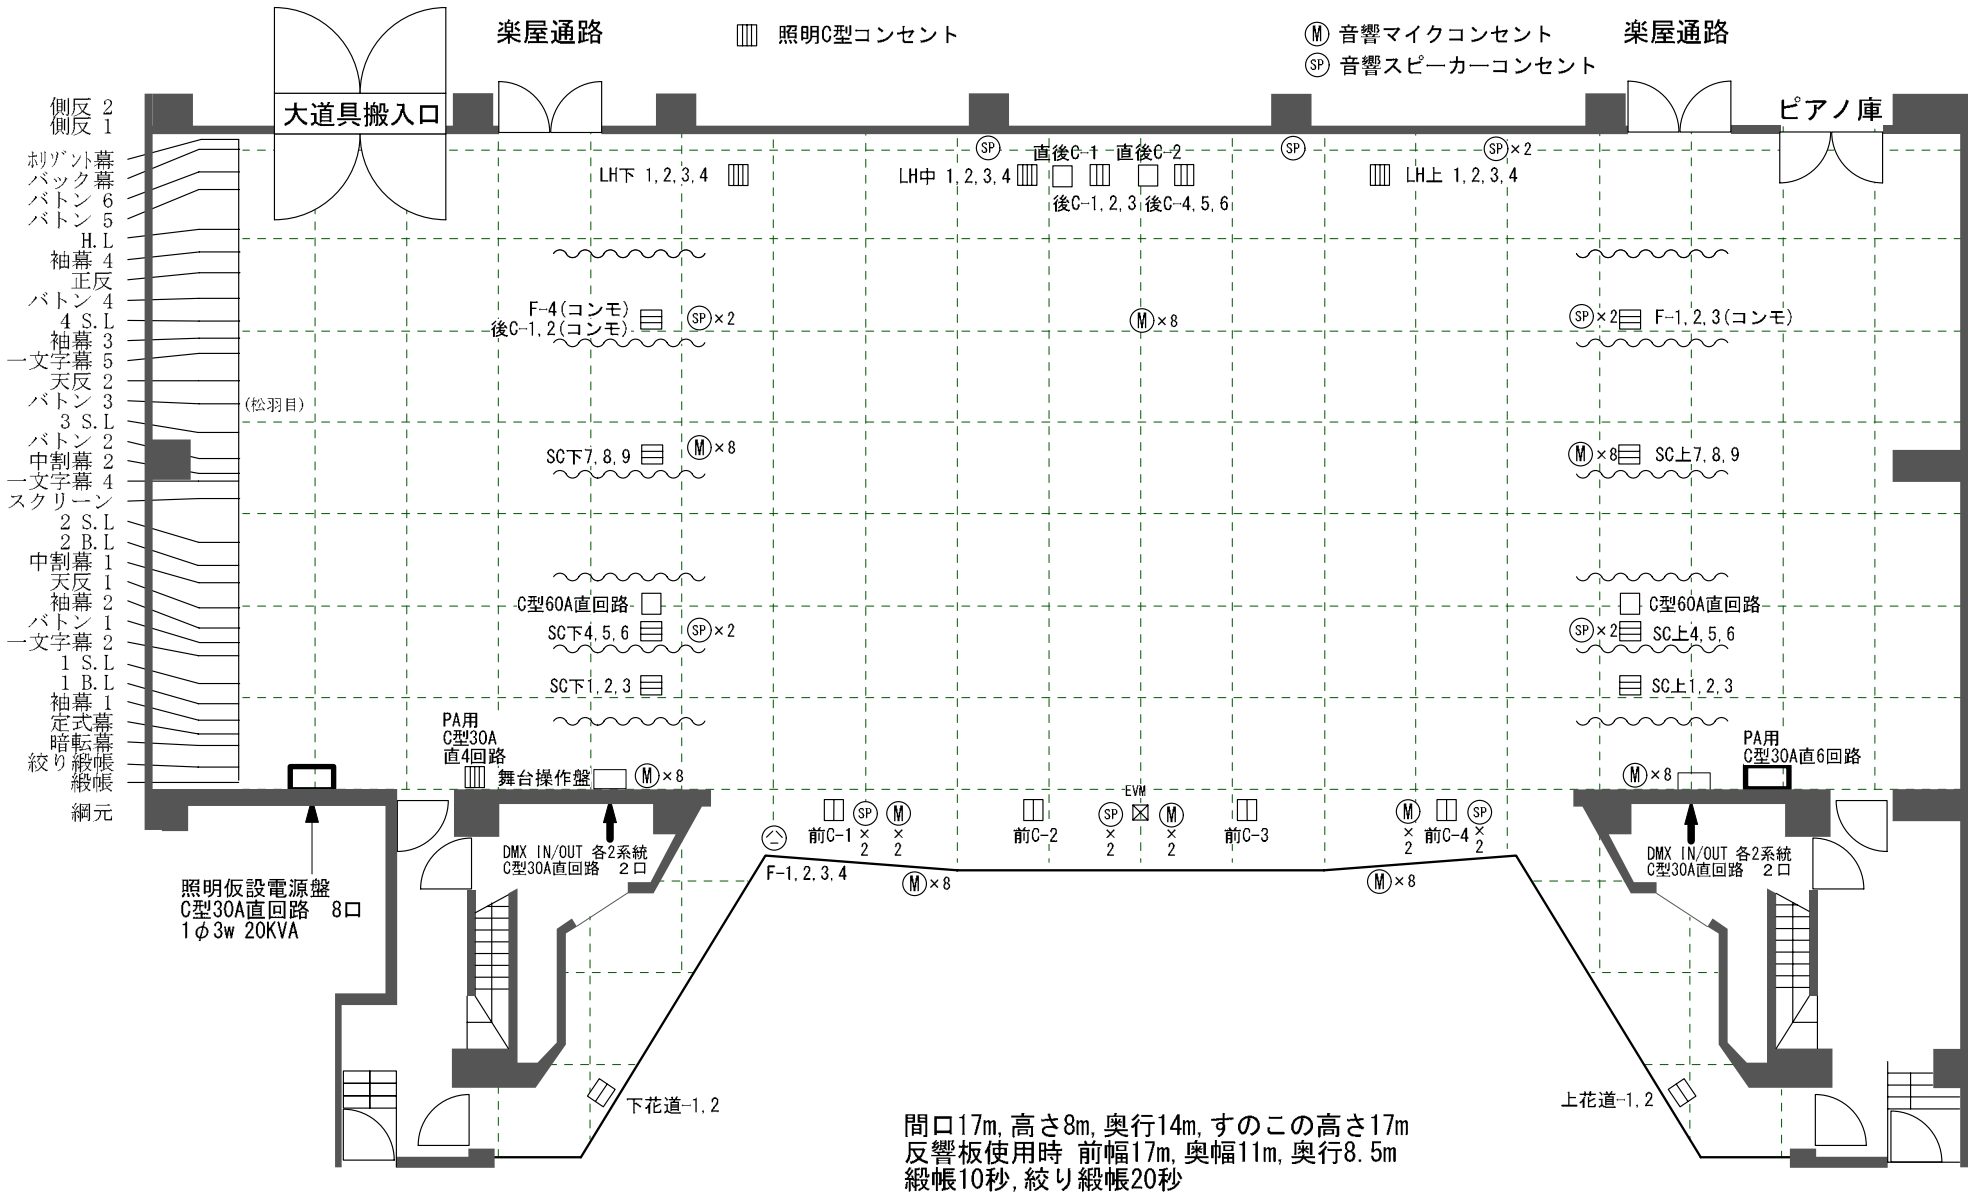 楽屋通路
照明C型コンセント
M 音響マイクコンセント
SP 音響スピーカーコンセント
楽屋通路
大道具搬入口
ピアノ庫
側反 2
側反 1
ホリゾント幕
バック幕
バトン 6
バトン 5
H.L
袖幕 4
正反
バトン 4
4 S.L
袖幕 3
一文字幕 5
天反 2
バトン 3
3 S.L
バトン 2
中割幕 2
一文字幕 4
スクリーン
2 S.L
2 B.L
中割幕 1
天反 1
袖幕 2
バトン 1
一文字幕 2
1 S.L
1 B.L
袖幕 1
定式幕
暗転幕
絞り緞帳
緞帳
綱元
(松羽目)
SP
SP
SP×2
LH下 1,2,3,4
LH中 1,2,3,4
直後C-1 直後C-2
後C-1,2,3 後C-4,5,6
LH上 1,2,3,4
F-4(コンモ)
後C-1,2(コンモ)
SP×2
M×8
SP×2
F-1,2,3(コンモ)
SC下7,8,9
M×8
M×8
SC上7,8,9
C型60A直回路
C型60A直回路
SC下4,5,6
SP×2
SP×2
SC上4,5,6
SC下1,2,3
SC上1,2,3
PA用
C型30A
直4回路
舞台操作盤
M×8
PA用
C型30A直6回路
M×8
EVM
前C-1
SP×2
M×2
前C-2
SP×2
M×2
前C-3
M×2
前C-4
SP×2
F-1,2,3,4
M×8
M×8
DMX IN/OUT 各2系統
C型30A直回路 2口
DMX IN/OUT 各2系統
C型30A直回路 2口
照明仮設電源盤
C型30A直回路 8口
1φ3w 20KVA
下花道-1,2
上花道-1,2
間口17m,高さ8m,奥行14m,すのこの高さ17m
反響板使用時 前幅17m,奥幅11m,奥行8.5m
緞帳10秒,絞り緞帳20秒